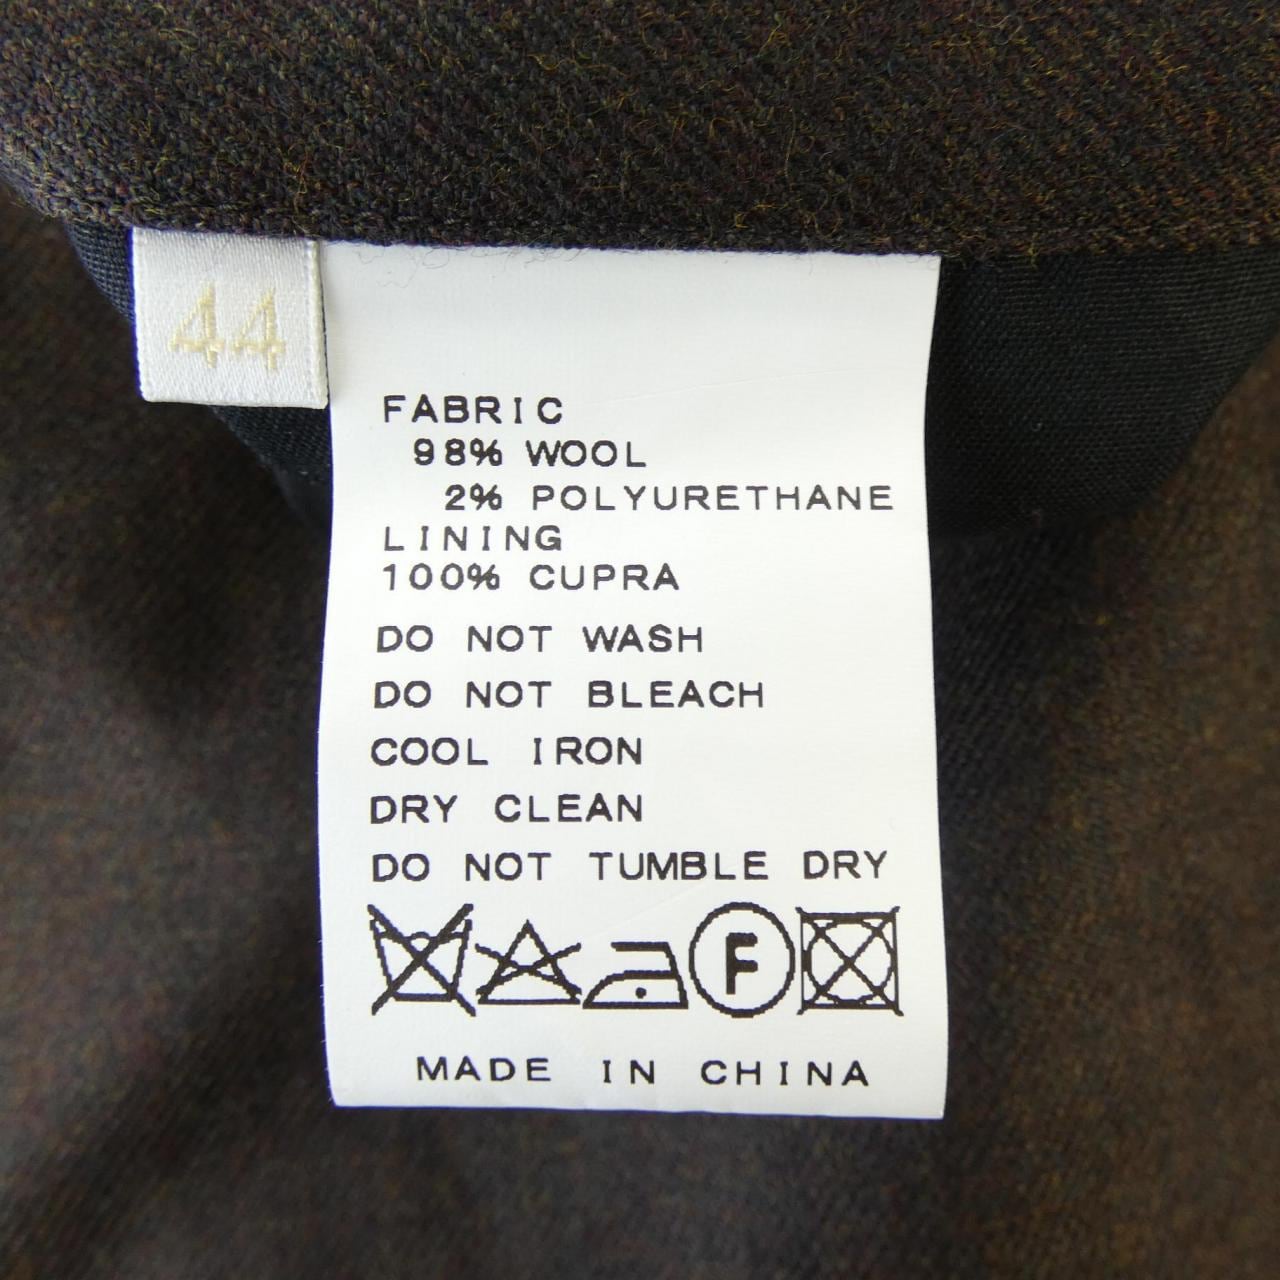 44
FABRIC
98% WOOL
2% POLYURETHANE
LINING
100% CUPRA
DO NOT WASH
DO NOT BLEACH
COOL IRON
DRY CLEAN
DO NOT TUMBLE DRY
F
MADE IN CHINA